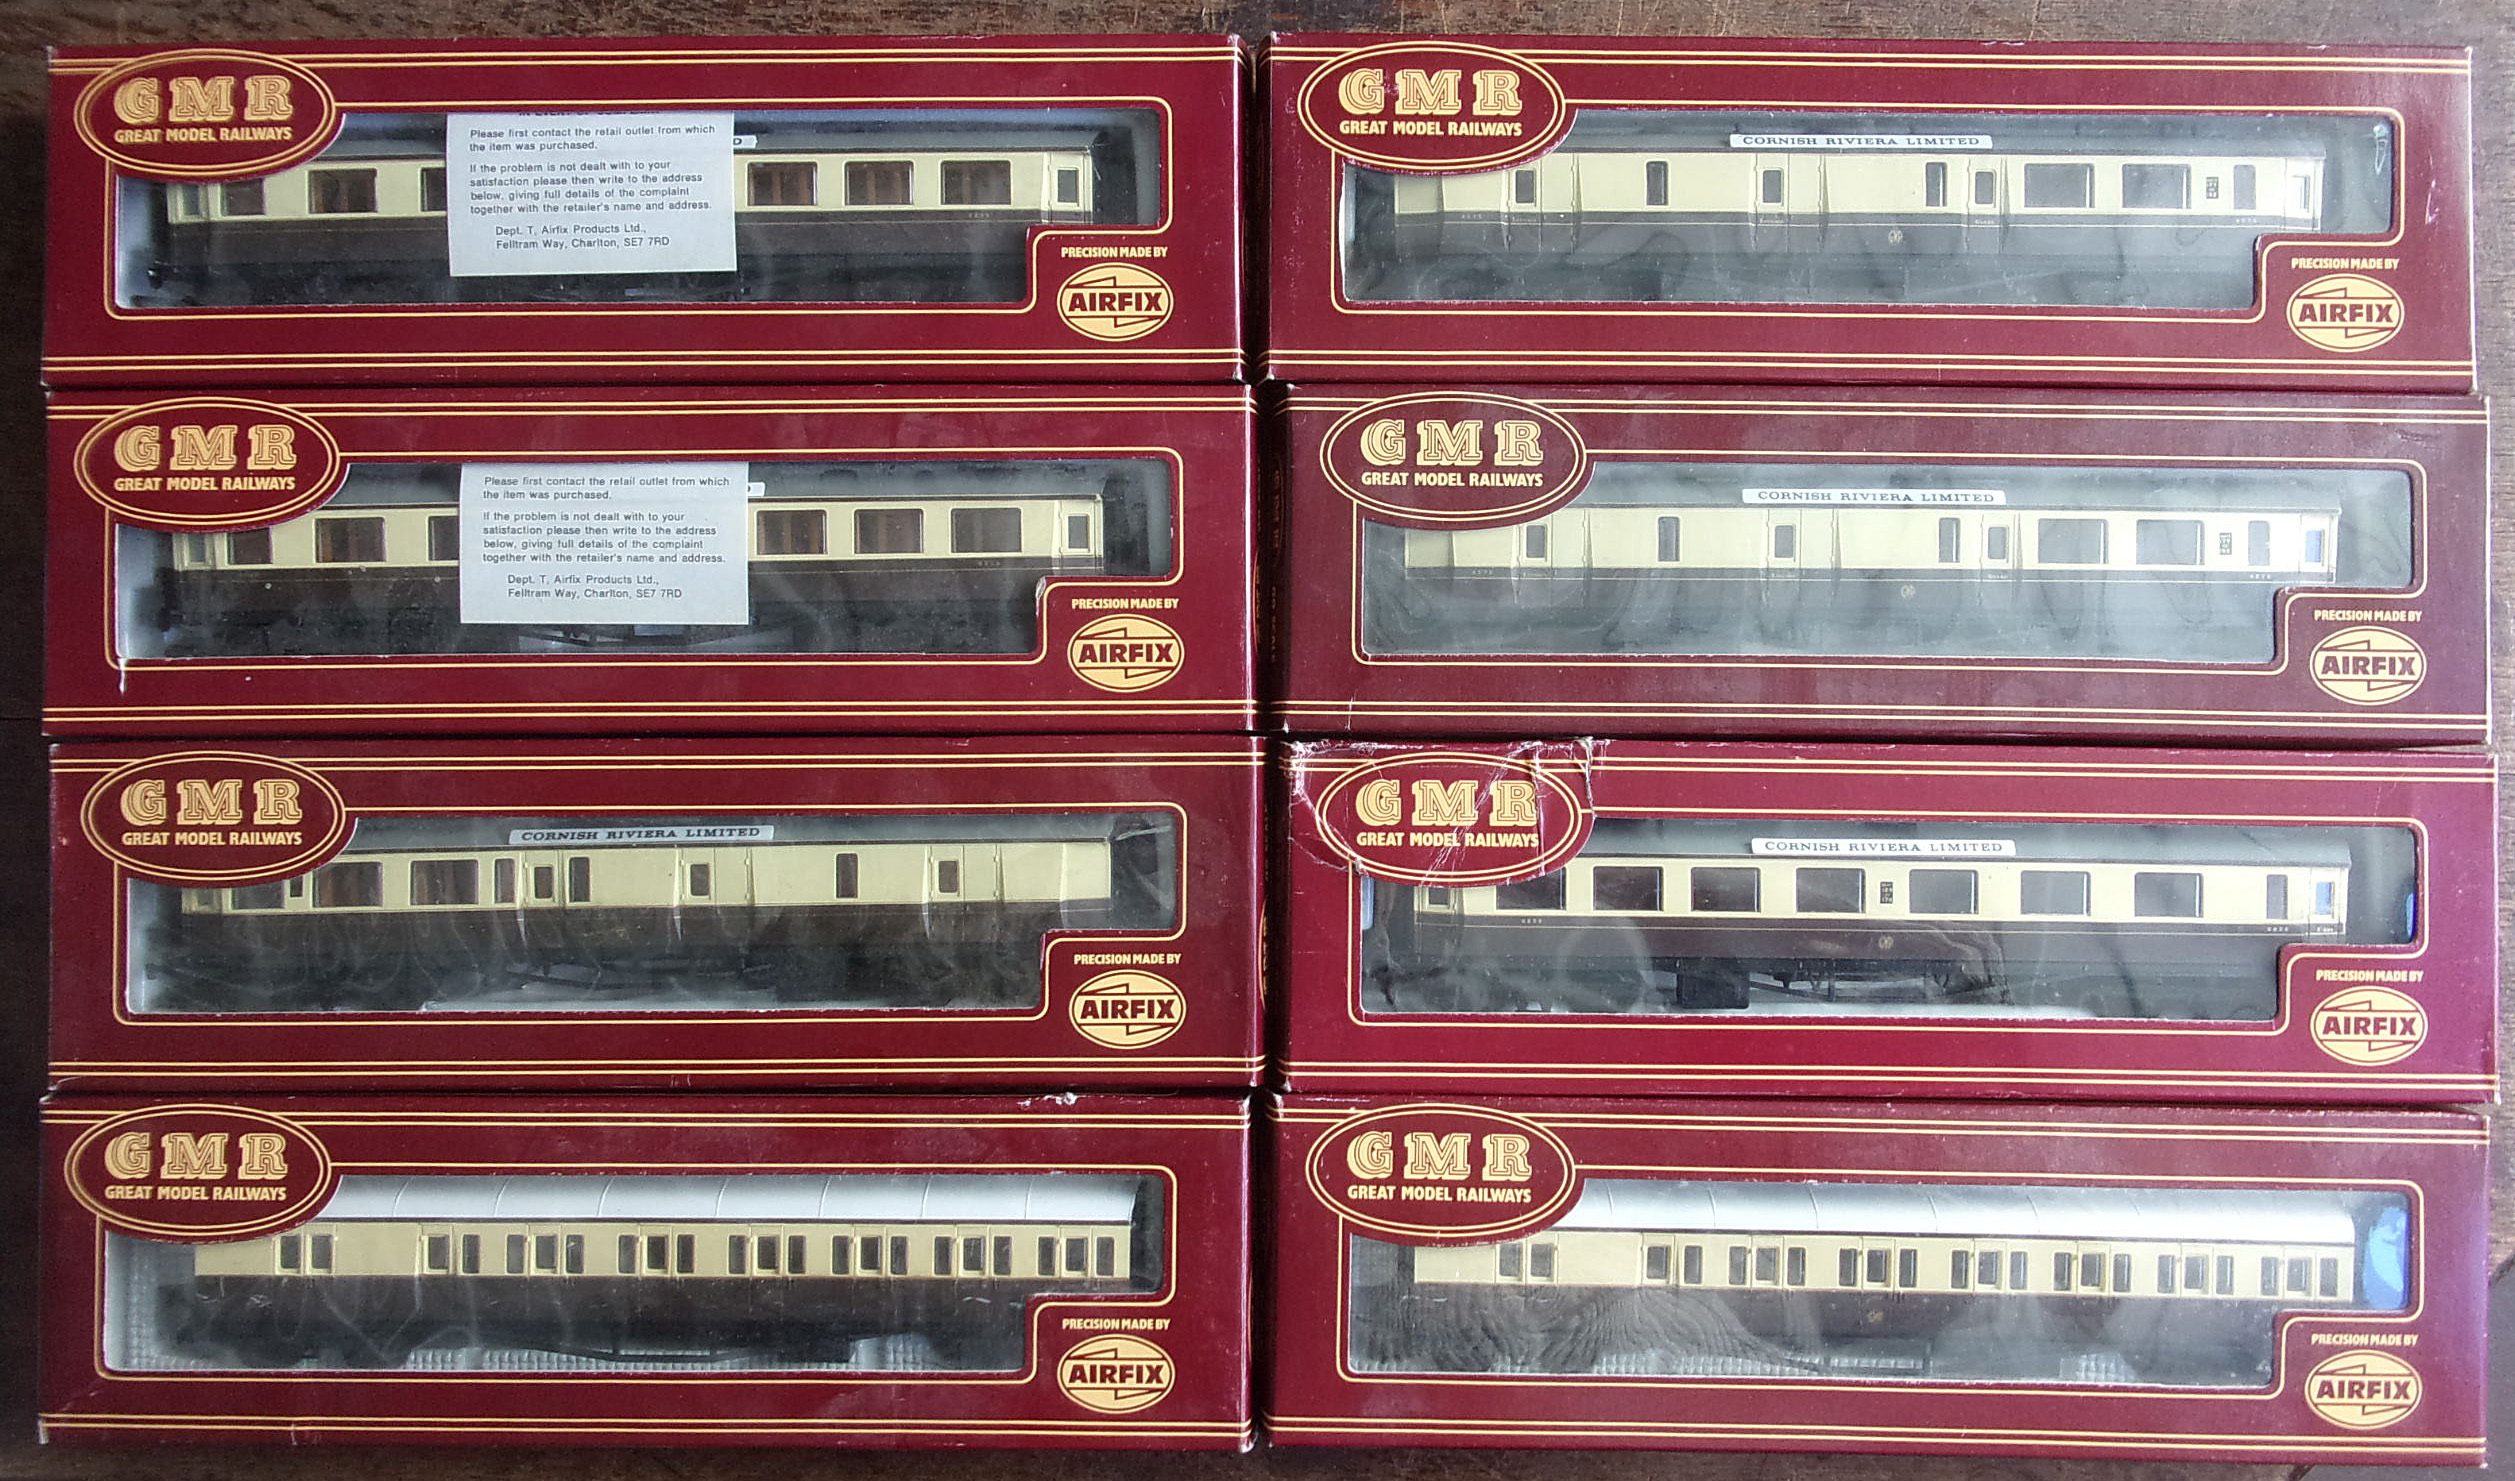 GMR
GREAT MODEL RAILWAYS
Please first contact the retail outlet from which
the item was purchased.
If the problem is not dealt with to your
satisfaction please then write to the address
below, giving full details of the complaint
together with the retailer's name and address.
Dept. T, Airfix Products Ltd.,
Felltram Way, Charlton, SE7 7RD
D
PRECISION MADE BY
AIRFIX
GMR
GREAT MODEL RAILWAYS
CORNISH RIVIERA LIMITED
PRECISION MADE BY
AIRFIX
GMR
GREAT MODEL RAILWAYS
Please first contact the retail outlet from which
the item was purchased.
If the problem is not dealt with to your
satisfaction please then write to the address
below, giving full details of the complaint
together with the retailer's name and address.
Dept. T, Airfix Products Ltd.,
Felltram Way, Charlton, SE7 7RD
PRECISION MADE BY
AIRFIX
GMR
GREAT MODEL RAILWAYS
CORNISH RIVIERA LIMITED
PRECISION MADE BY
AIRFIX
GMR
GREAT MODEL RAILWAYS
CORNISH RIVIERA LIMITED
PRECISION MADE BY
AIRFIX
GMR
GREAT MODEL RAILWAYS
CORNISH RIVIERA LIMITED
PRECISION MADE BY
AIRFIX
GMR
GREAT MODEL RAILWAYS
PRECISION MADE BY
AIRFIX
GMR
GREAT MODEL RAILWAYS
PRECISION MADE BY
AIRFIX